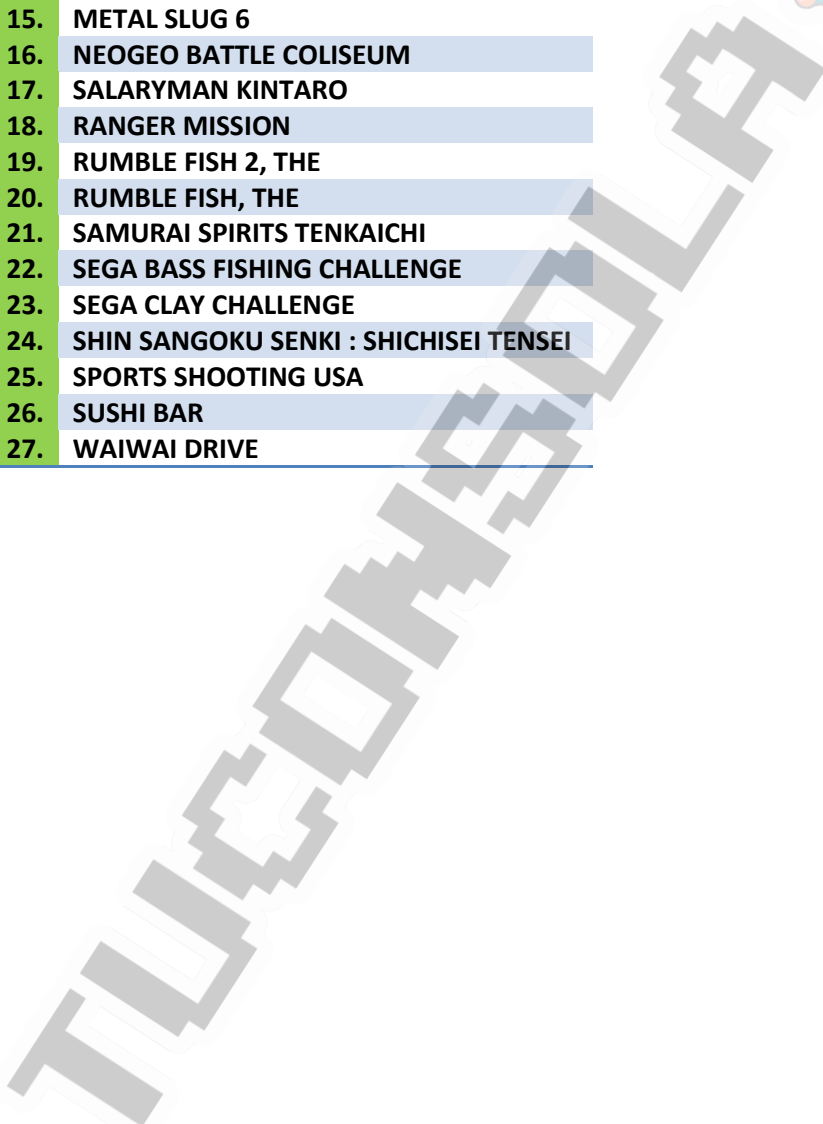 15. METAL SLUG 6
16. NEOGEO BATTLE COLISEUM
17. SALARYMAN KINTARO
18. RANGER MISSION
19. RUMBLE FISH 2, THE
20. RUMBLE FISH, THE
21. SAMURAI SPIRITS TENKAICHI
22. SEGA BASS FISHING CHALLENGE
23. SEGA CLAY CHALLENGE
24. SHIN SANGOKU SENKI : SHICHISEI TENSEI
25. SPORTS SHOOTING USA
26. SUSHI BAR
27. WAIWAI DRIVE
TUCONSOLA